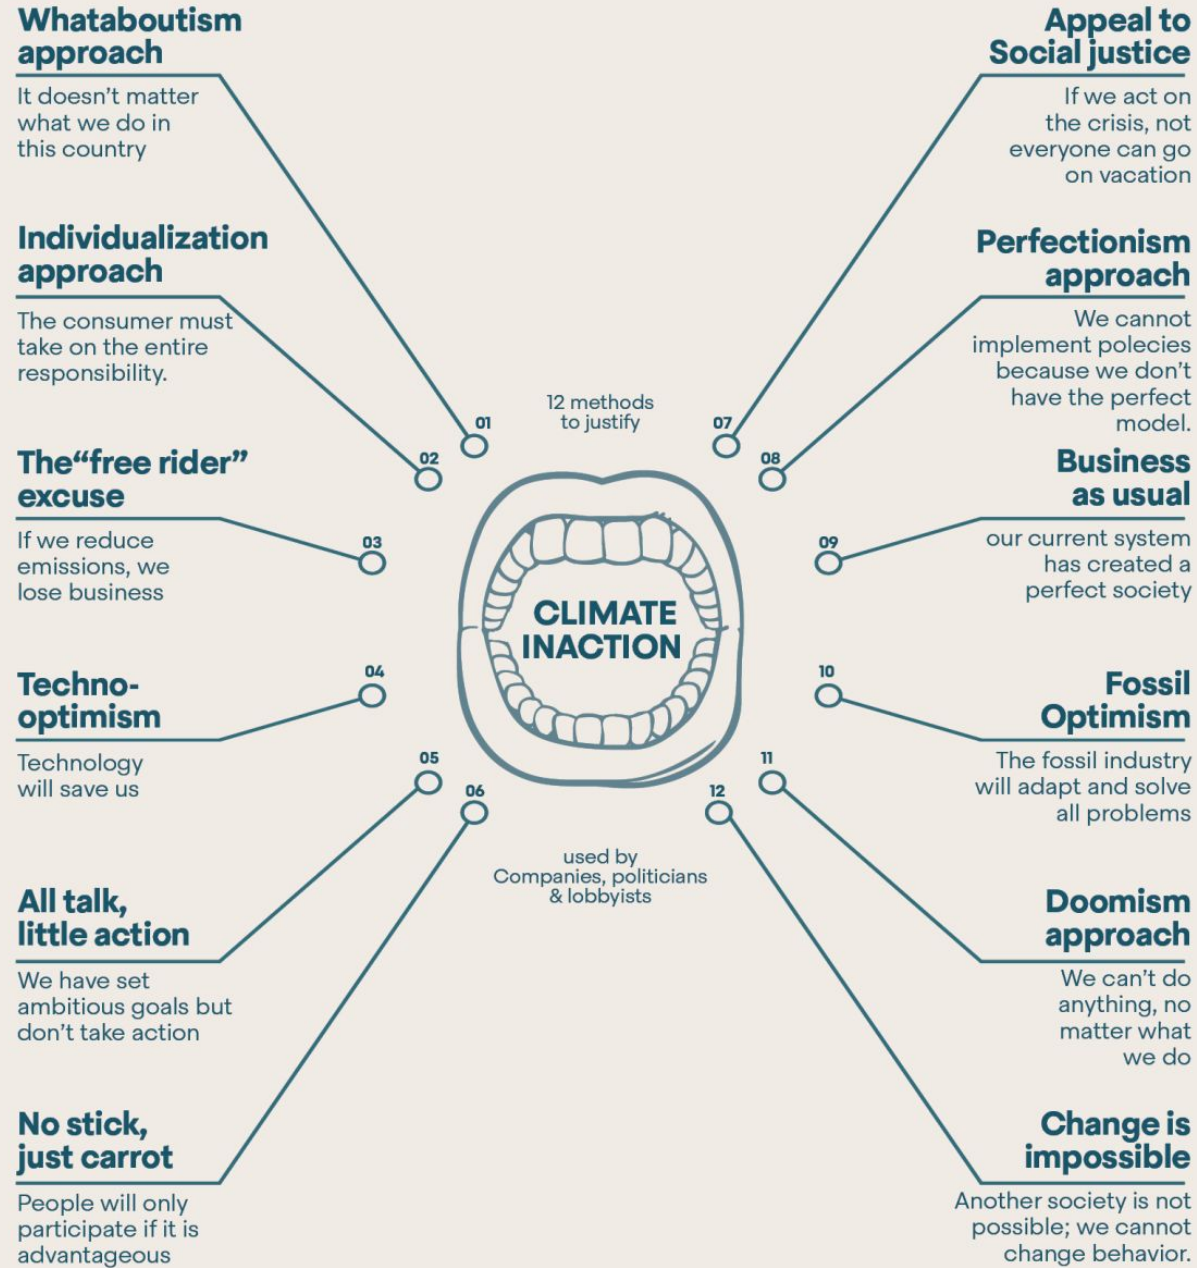 Whataboutism
approach
It doesn't matter
what we do in
this country
Individualization
approach
The consumer must
take on the entire
responsibility.
The“free rider”
excuse
If we reduce
emissions, we
lose business
Techno-
optimism
Technology
will save us
All talk,
little action
We have set
ambitious goals but
don't take action
No stick,
just carrot
People will only
participate if it is
advantageous
01
02
03
04
05
06
12 methods
to justify
CLIMATE
INACTION
used by
Companies, politicians
& lobbyists
07
08
09
10
11
12
Appeal to
Social justice
If we act on
the crisis, not
everyone can go
on vacation
Perfectionism
approach
We cannot
implement polecies
because we don't
have the perfect
model.
Business
as usual
our current system
has created a
perfect society
Fossil
Optimism
The fossil industry
will adapt and solve
all problems
Doomism
approach
We can't do
anything, no
matter what
we do
Change is
impossible
Another society is not
possible; we cannot
change behavior.